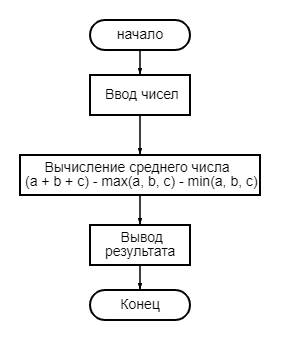 начало
Ввод чисел
Вычисление среднего числа
(a + b + c) - max(a, b, c) - min(a, b, c)
Вывод
результата
Конец